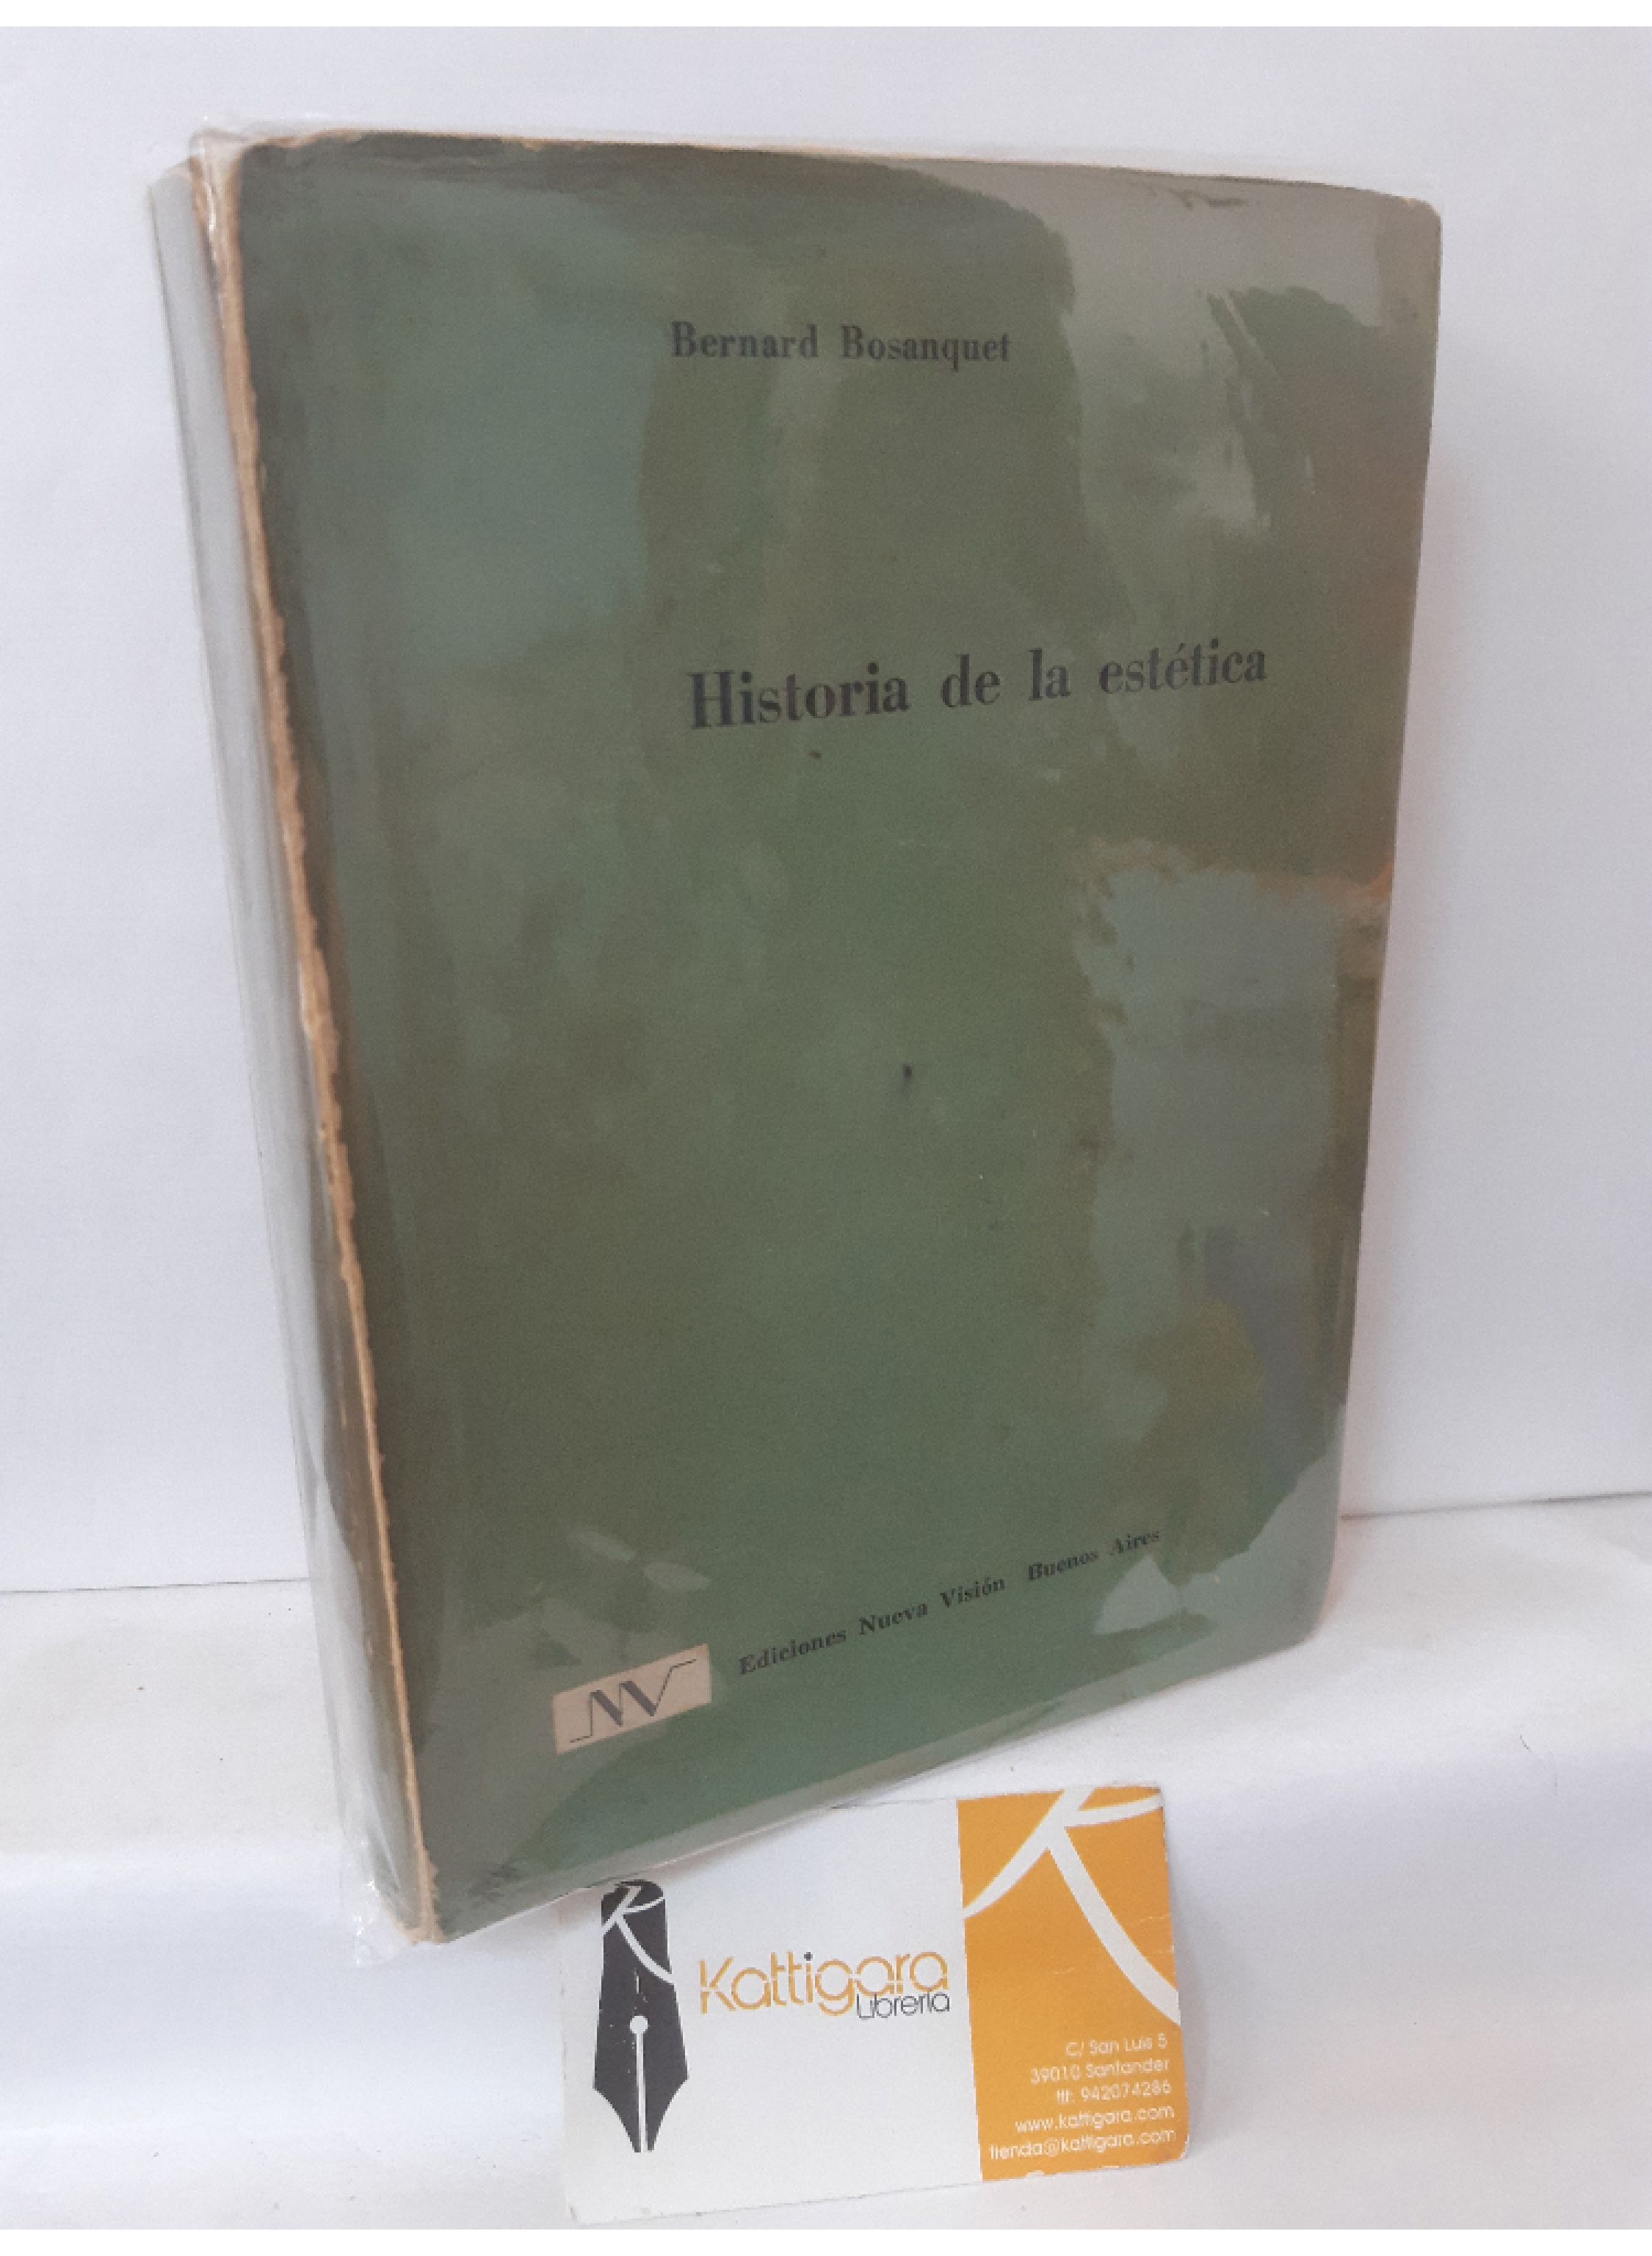 Bernard Bosanquet
Historia de la estética
NV
Ediciones Nueva Visión Buenos Aires
K
Kattigara
Librería
K
C/ San Luis 5
39010 Santander
tlf: 942074286
www.kattigara.com
tienda@kattigara.com